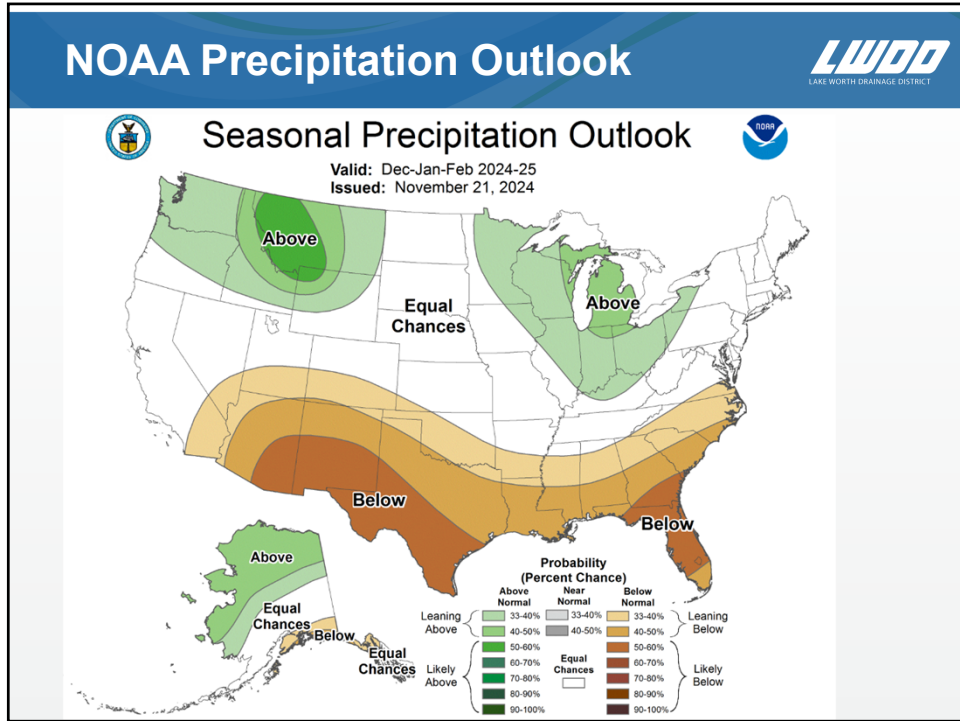 NOAA Precipitation Outlook
LWDD
LAKE WORTH DRAINAGE DISTRICT
NOAA
Seasonal Precipitation Outlook
Valid: Dec-Jan-Feb 2024-25
Issued: November 21, 2024
Above
Equal
Chances
Above
Below
Below
Above
Equal
Chances
Below
Equal
Chances
Probability
(Percent Chance)
Above
Normal
Near
Normal
Below
Normal
Leaning
Above
33-40%
33-40%
33-40%
Leaning
Below
40-50%
40-50%
40-50%
Likely
Above
50-60%
50-60%
Likely
Below
60-70%
Equal
Chances
60-70%
70-80%
70-80%
80-90%
80-90%
90-100%
90-100%